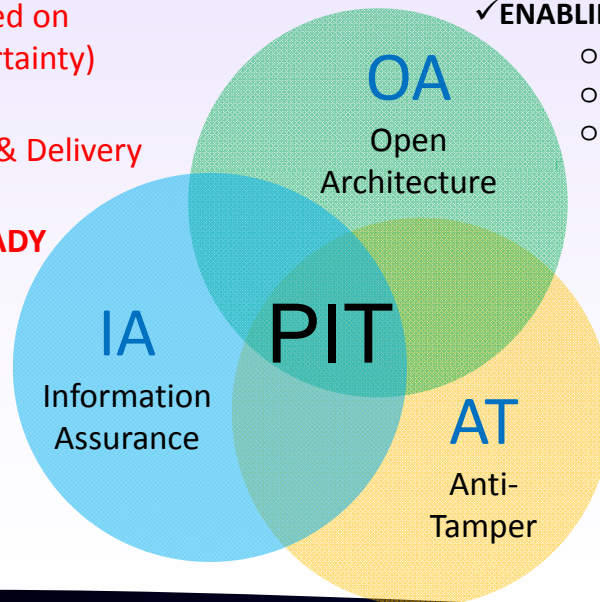 ed on
rtainty)
& Delivery
ADY
✓ENABLI
o
o
o
OA
Open
Architecture
IA
Information
Assurance
PIT
AT
Anti-
Tamper